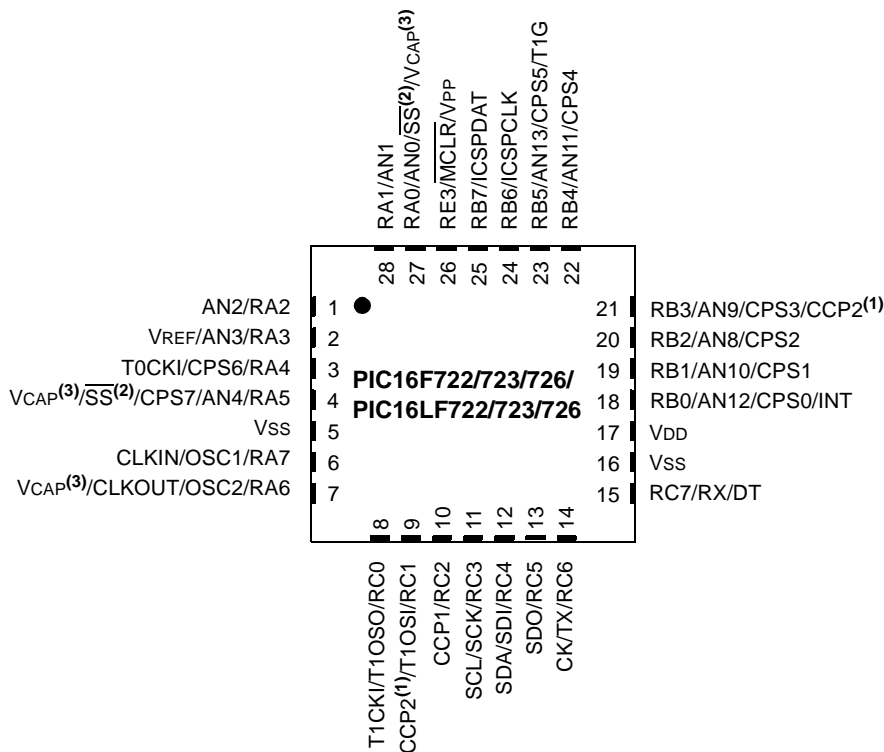 RA1/AN1
RA0/AN0/SS(2)/VCAP(3)
RE3/MCLR/VPP
RB7/ICSPDAT
RB6/ICSPCLK
RB5/AN13/CPS5/T1G
RB4/AN11/CPS4
28 27 26 25 24 23 22
AN2/RA2 1
VREF/AN3/RA3 2
T0CKI/CPS6/RA4 3
VCAP(3)/SS(2)/CPS7/AN4/RA5 4
VSS 5
CLKIN/OSC1/RA7 6
VCAP(3)/CLKOUT/OSC2/RA6 7
PIC16F722/723/726/
PIC16LF722/723/726
21 RB3/AN9/CPS3/CCP2(1)
20 RB2/AN8/CPS2
19 RB1/AN10/CPS1
18 RB0/AN12/CPS0/INT
17 VDD
16 VSS
15 RC7/RX/DT
8 9 10 11 12 13 14
T1CKI/T1OSO/RC0
CCP2(1)/T1OSI/RC1
CCP1/RC2
SCL/SCK/RC3
SDA/SDI/RC4
SDO/RC5
CK/TX/RC6